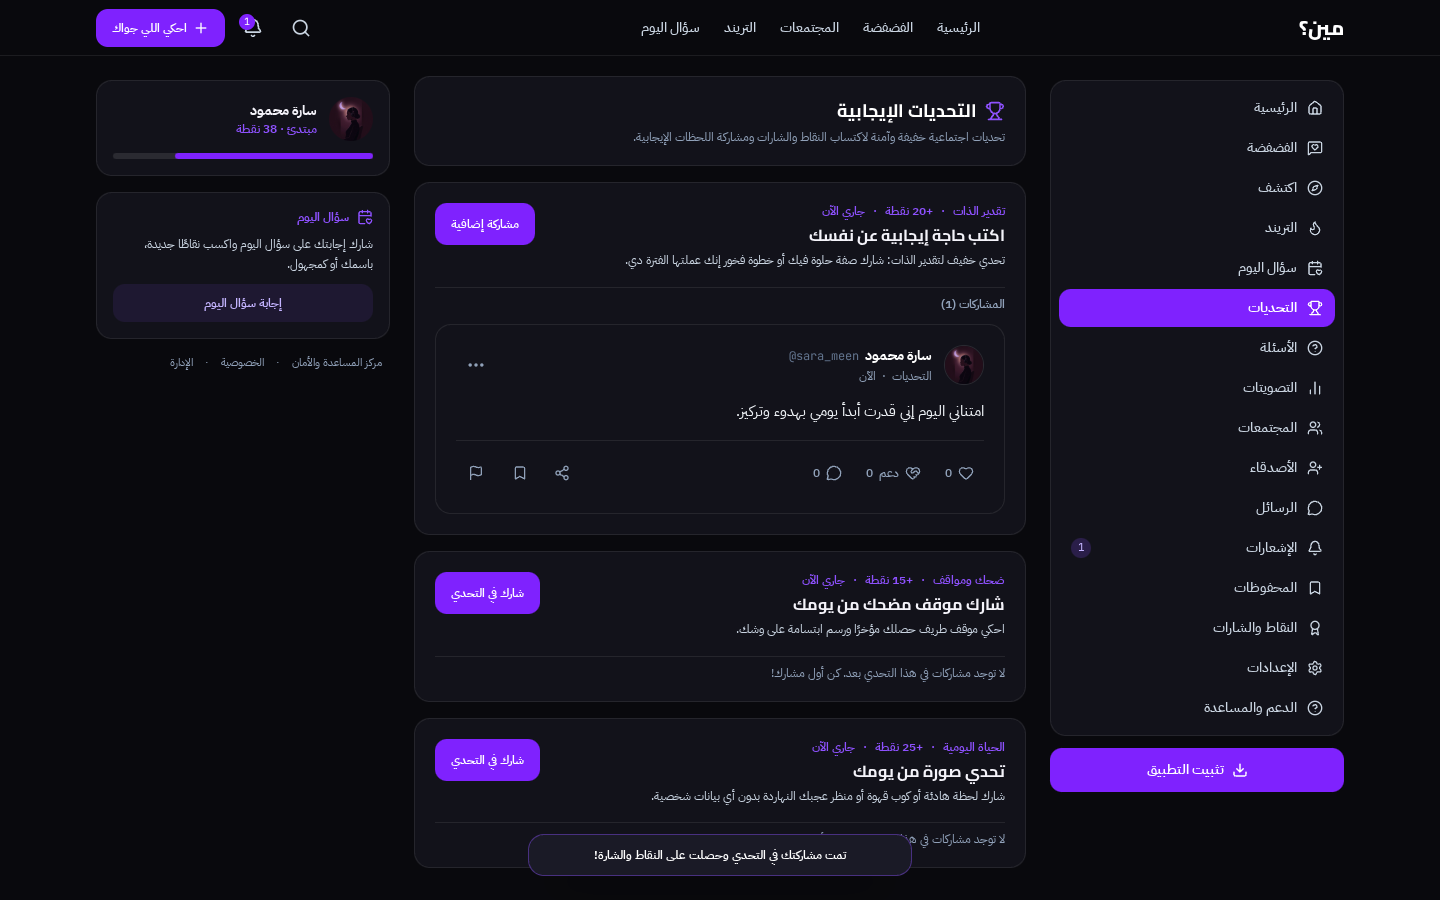 مين؟
الرئيسية
الفضفضة
المجتمعات
التريند
سؤال اليوم
1
احكي اللي جواك
الرئيسية
الفضفضة
اكتشف
التريند
سؤال اليوم
التحديات
الأسئلة
التصويتات
المجتمعات
الأصدقاء
الرسائل
الإشعارات
1
المحفوظات
النقاط والشارات
الإعدادات
الدعم والمساعدة
تثبيت التطبيق
التحديات الإيجابية
تحديات اجتماعية خفيفة وآمنة لاكتساب النقاط والشارات ومشاركة اللحظات الإيجابية.
تقدير الذات · +20 نقطة · جاري الآن
اكتب حاجة إيجابية عن نفسك
تحدي خفيف لتقدير الذات: شارك صفة حلوة فيك أو خطوة فخور إنك عملتها الفترة دي.
مشاركة إضافية
المشاركات (1)
سارة محمود @sara_meen
التحديات · الآن
امتناني اليوم إني قدرت أبدأ يومي بهدوء وتركيز.
0
دعم 0
0
ضحك ومواقف · +15 نقطة · جاري الآن
شارك موقف مضحك من يومك
احكي موقف طريف حصلك مؤخرًا ورسم ابتسامة على وشك.
شارك في التحدي
لا توجد مشاركات في هذا التحدي بعد. كن أول مشارك!
الحياة اليومية · +25 نقطة · جاري الآن
تحدي صورة من يومك
شارك لحظة هادئة أو كوب قهوة أو منظر عجبك النهاردة بدون أي بيانات شخصية.
شارك في التحدي
لا توجد مشاركات في
تمت مشاركتك في التحدي وحصلت على النقاط والشارة!
سارة محمود
مبتدئ · 38 نقطة
سؤال اليوم
شارك إجابتك على سؤال اليوم واكسب نقاطًا جديدة،
باسمك أو كمجهول.
إجابة سؤال اليوم
مركز المساعدة والأمان · الخصوصية · الإدارة